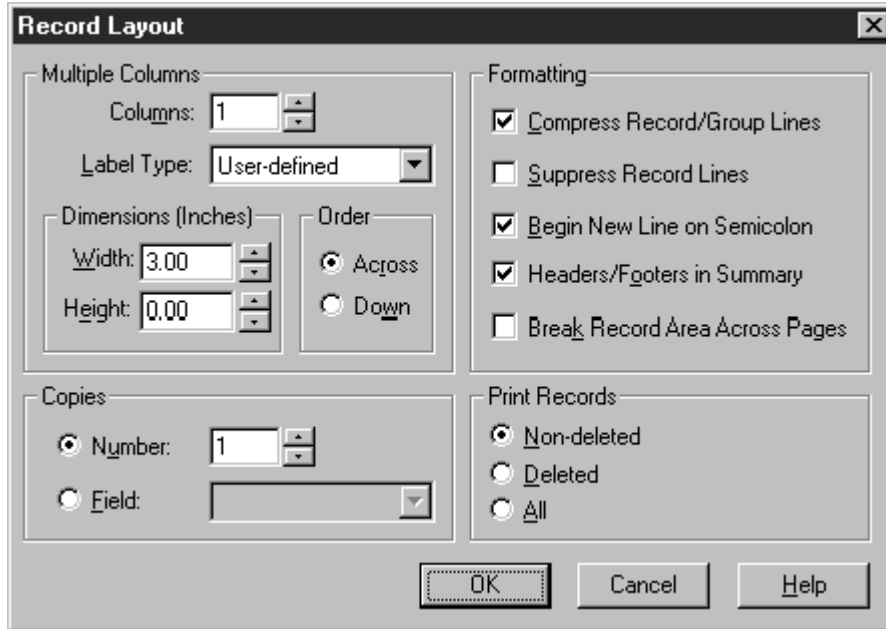 Record Layout
Multiple Columns
Columns: 1
Label Type: User-defined
Dimensions (Inches)
Width: 3.00
Height: 0.00
Order
Across
Down
Formatting
Compress Record/Group Lines
Suppress Record Lines
Begin New Line on Semicolon
Headers/Footers in Summary
Break Record Area Across Pages
Copies
Number: 1
Field:
Print Records
Non-deleted
Deleted
All
OK Cancel Help